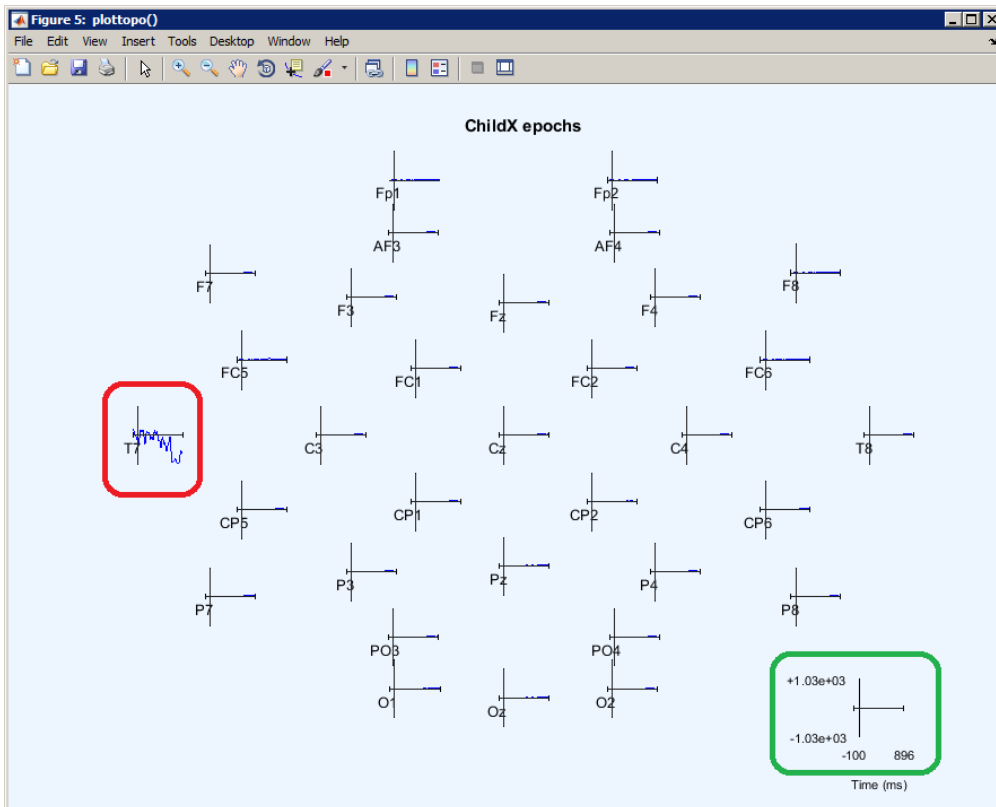 Figure 5: plottopo()
File Edit View Insert Tools Desktop Window Help
ChildX epochs
Fp1 Fp2
AF3 AF4
F7 F8
F3 Fz F4
FC5 FC1 FC2 FC6
T7 C3 Cz C4 T8
CP5 CP1 CP2 CP6
P3 Pz P4
P7 P8
PO3 PO4
O1 Oz O2
+1.03e+03
-1.03e+03
-100 896
Time (ms)